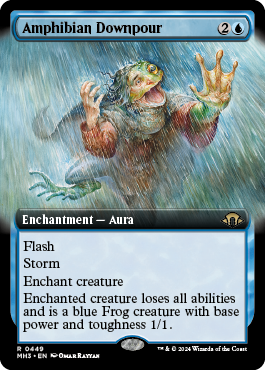 Amphibian Downpour 2
Enchantment — Aura
Flash
Storm
Enchant creature
Enchanted creature loses all abilities
and is a blue Frog creature with base
power and toughness 1/1.
R 0449
MH3 • EN OMAR RAYYAN ™ & © 2024 Wizards of the Coast